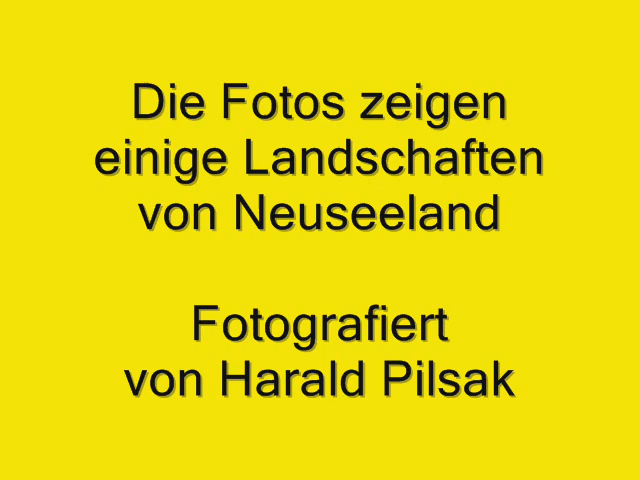 Die Fotos zeigen
einige Landschaften
von Neuseeland
Fotografiert
von Harald Pilsak